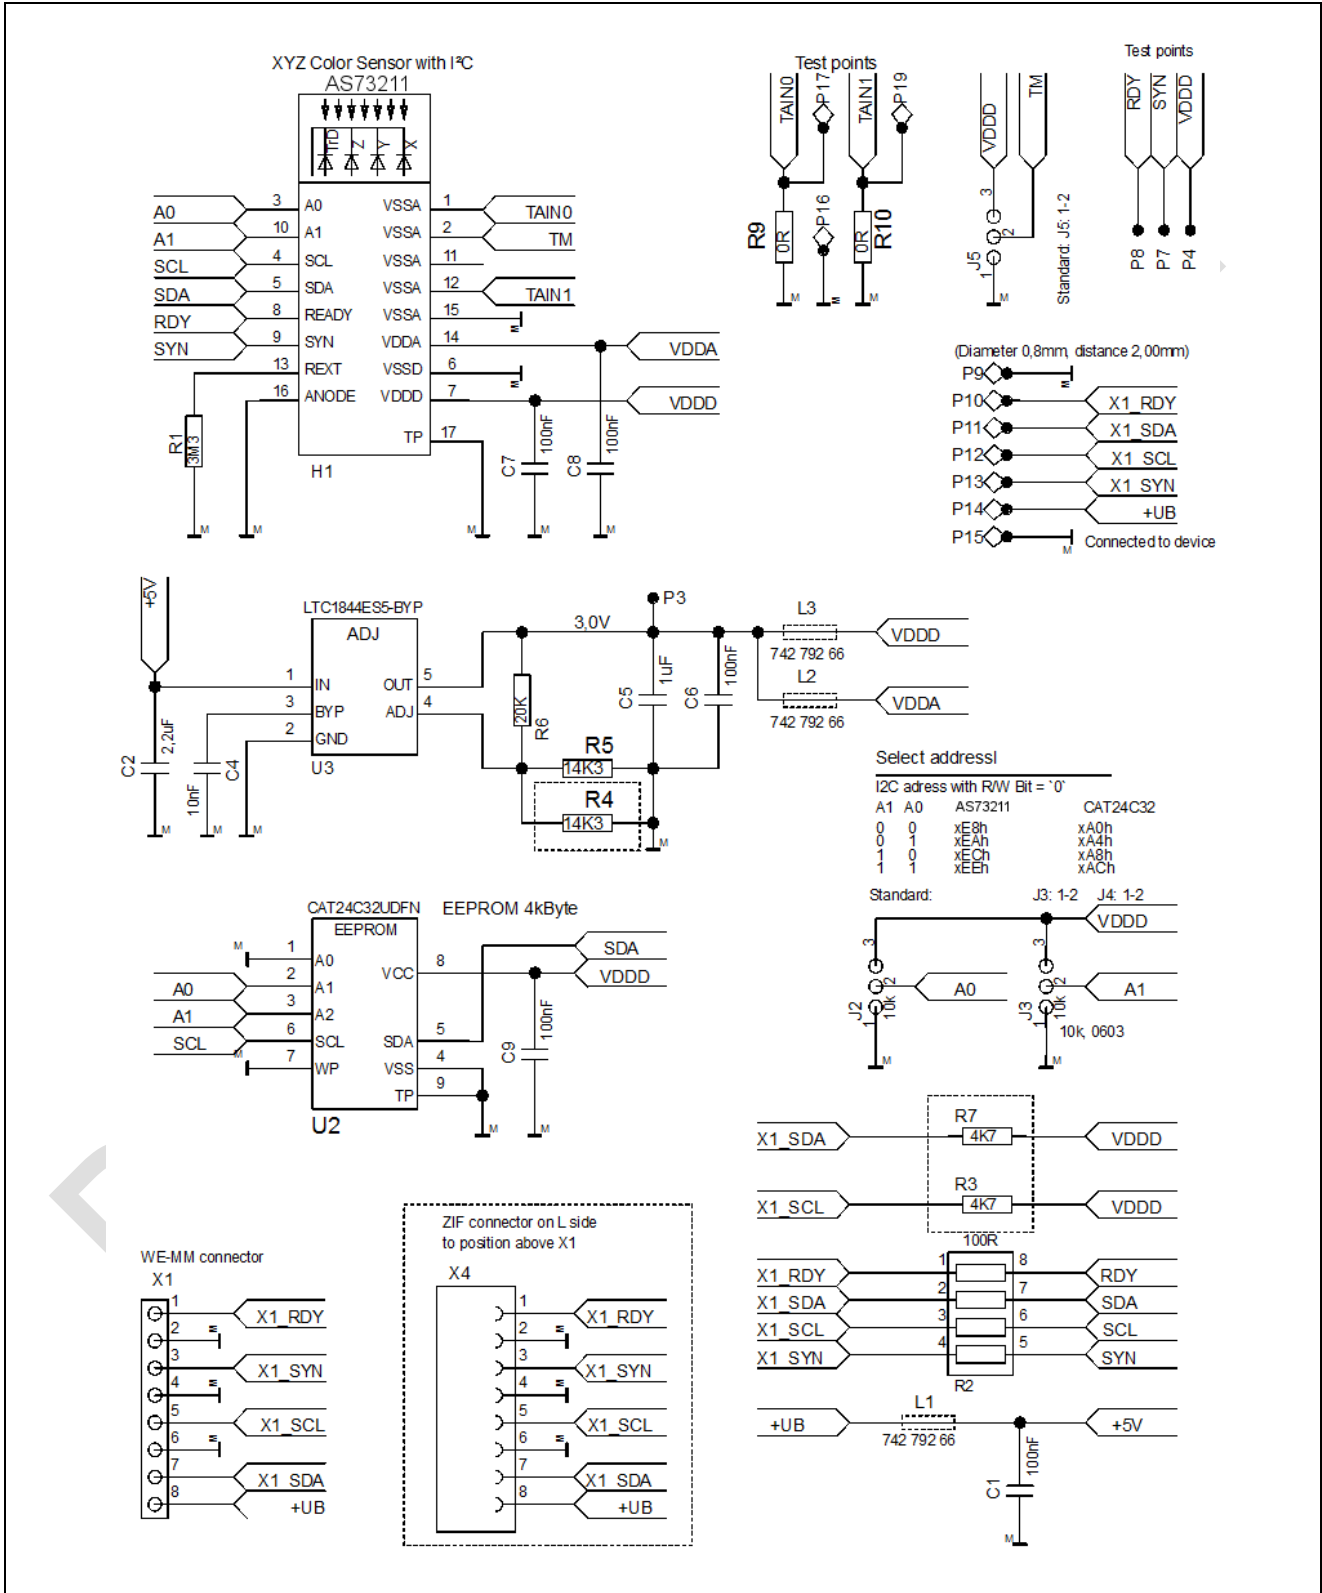 XYZ Color Sensor with I²C
AS73211
TrD Z Y X
A0 3 A0 VSSA 1 TAIN0
A1 10 A1 VSSA 2 TM
SCL 4 SCL VSSA 11
SDA 5 SDA VSSA 12 TAIN1
RDY 8 READY VSSA 15 M
SYN 9 SYN VDDA 14 VDDA
13 REXT VSSD 6 M
16 ANODE VDDD 7 VDDD
TP 17
R1 3M3
H1
C7 100nF C8 100nF
M M M M M
Test points
TAIN0 P17 TAIN1 P19
R9 0R P16 0R R10
M M M
VDDD TM
3 2 1 J5
Standard: J5: 1-2
M
Test points
RDY SYN VDDD
P8 P7 P4
(Diameter 0,8mm, distance 2,00mm)
P9 M
P10 X1_RDY
P11 X1_SDA
P12 X1_SCL
P13 X1_SYN
P14 +UB
P15 M Connected to device
+5V
LTC1844ES5-BYP
ADJ
1 IN OUT 5
3 BYP ADJ 4
2 GND
U3
C2 2,2uF
10nF C4
M M M
3,0V
P3
20K R6
R5
14K3
R4
14K3
C5 1uF
C6 100nF
M
L3
742 792 66
VDDD
L2
742 792 66
VDDA
Select addressI
I2C adress with R/W Bit = `0`
A1 A0 AS73211 CAT24C32
0 0 xE8h xA0h
0 1 xEAh xA4h
1 0 xECh xA8h
1 1 xEEh xACh
Standard: J3: 1-2 J4: 1-2
VDDD
3 2 1 J2 10k A0
3 2 1 J3 10k A1
10k, 0603
M M
CAT24C32UDFN EEPROM 4kByte
EEPROM
M 1 A0 SDA
A0 2 A1 VCC 8 VDDD
A1 3 A2
SCL 6 SCL SDA 5
M 7 WP VSS 4
TP 9
U2
C9 100nF
M M
X1_SDA R7 4K7 VDDD
X1_SCL R3 4K7 VDDD
100R
X1_RDY 1 8 RDY
X1_SDA 2 7 SDA
X1_SCL 3 6 SCL
X1_SYN 4 5 SYN
R2
+UB L1 +5V
742 792 66
C1 100nF
M
WE-MM connector
X1
1 X1_RDY
2 M
3 X1_SYN
4 M
5 X1_SCL
6 M
7 X1_SDA
8 +UB
ZIF connector on L side
to position above X1
X4
1 X1_RDY
2 M
3 X1_SYN
4 M
5 X1_SCL
6 M
7 X1_SDA
8 +UB